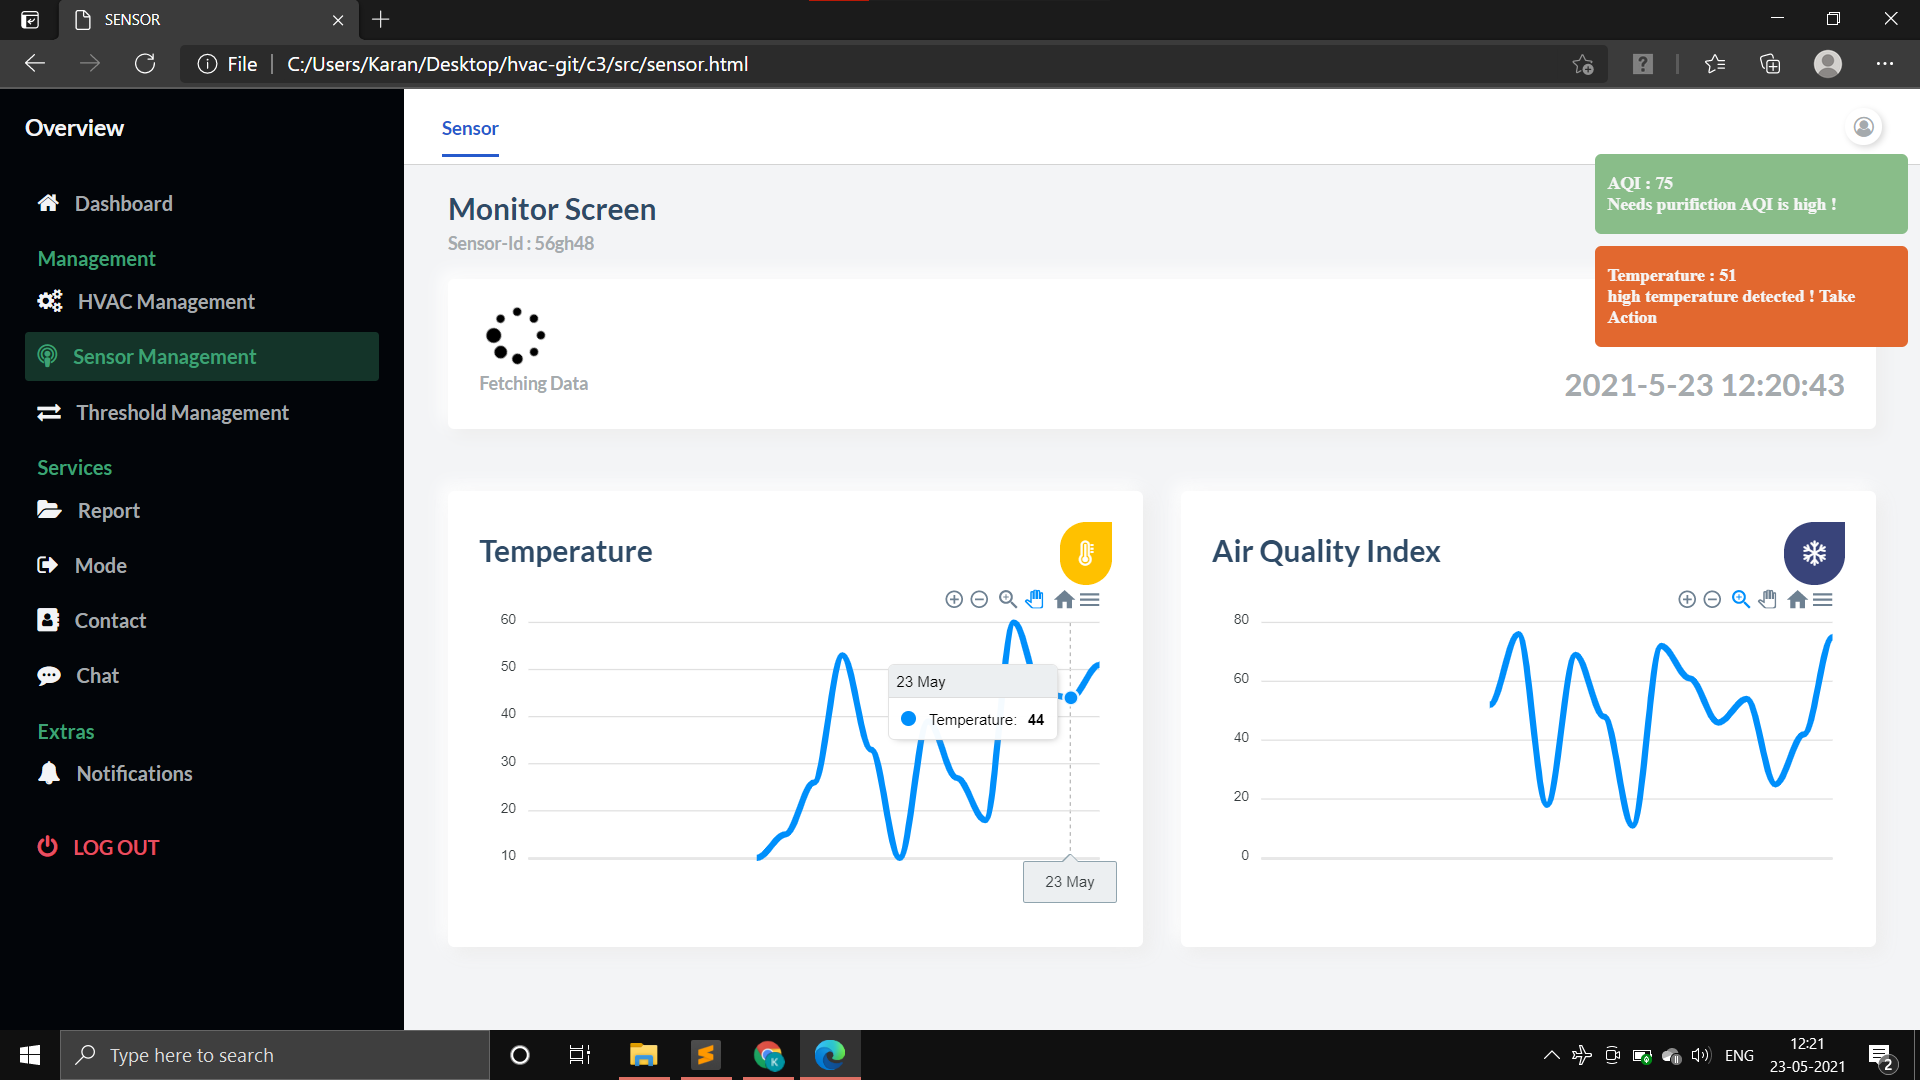 SENSOR
File
C:/Users/Karan/Desktop/hvac-git/c3/src/sensor.html
Overview
Dashboard
Management
HVAC Management
Sensor Management
Threshold Management
Services
Report
Mode
Contact
Chat
Extras
Notifications
LOG OUT
Sensor
Monitor Screen
Sensor-Id : 56gh48
AQI : 75
Needs purifiction AQI is high !
Temperature : 51
high temperature detected ! Take
Action
Fetching Data
2021-5-23 12:20:43
Temperature
60
50
40
30
20
10
23 May
Temperature: 44
23 May
Air Quality Index
80
60
40
20
0
Type here to search
K
ENG
12:21
23-05-2021
2